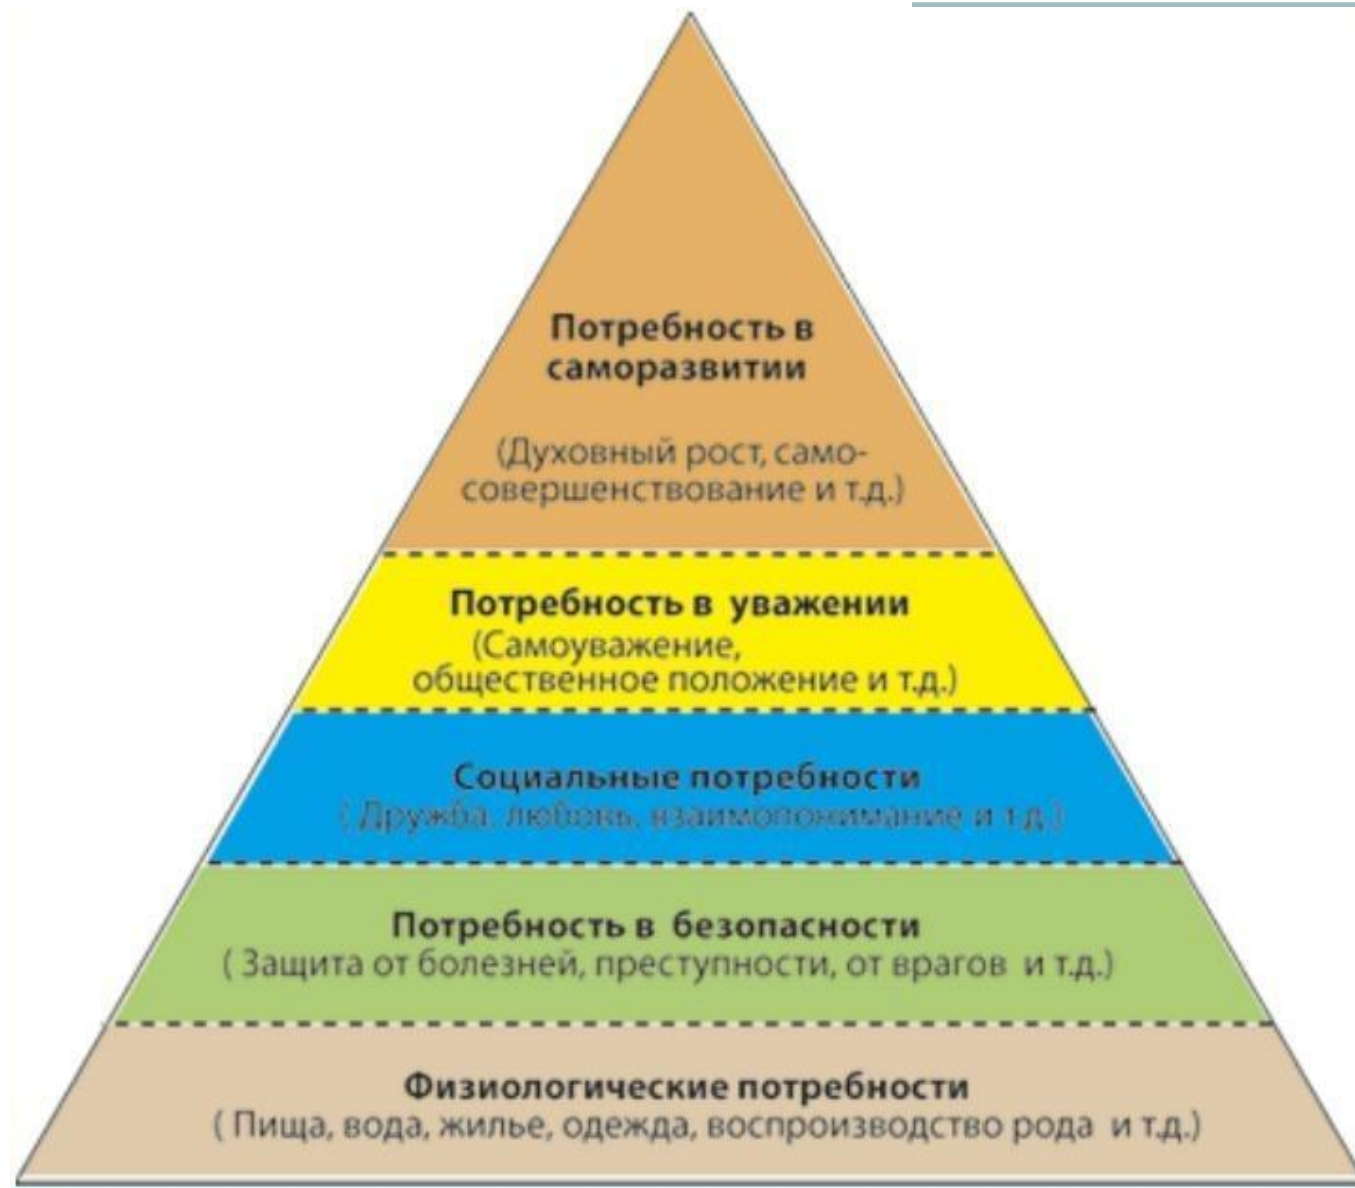 Потребность в
саморазвитии
(Духовный рост, само-
совершенствование и т.д.)
Потребность в уважении
(Самоуважение,
общественное положение и т.д.)
Социальные потребности
( Дружба, любовь, взаимопонимание и т.д.)
Потребность в безопасности
( Защита от болезней, преступности, от врагов и т.д.)
Физиологические потребности
( Пища, вода, жилье, одежда, воспроизводство рода и т.д.)